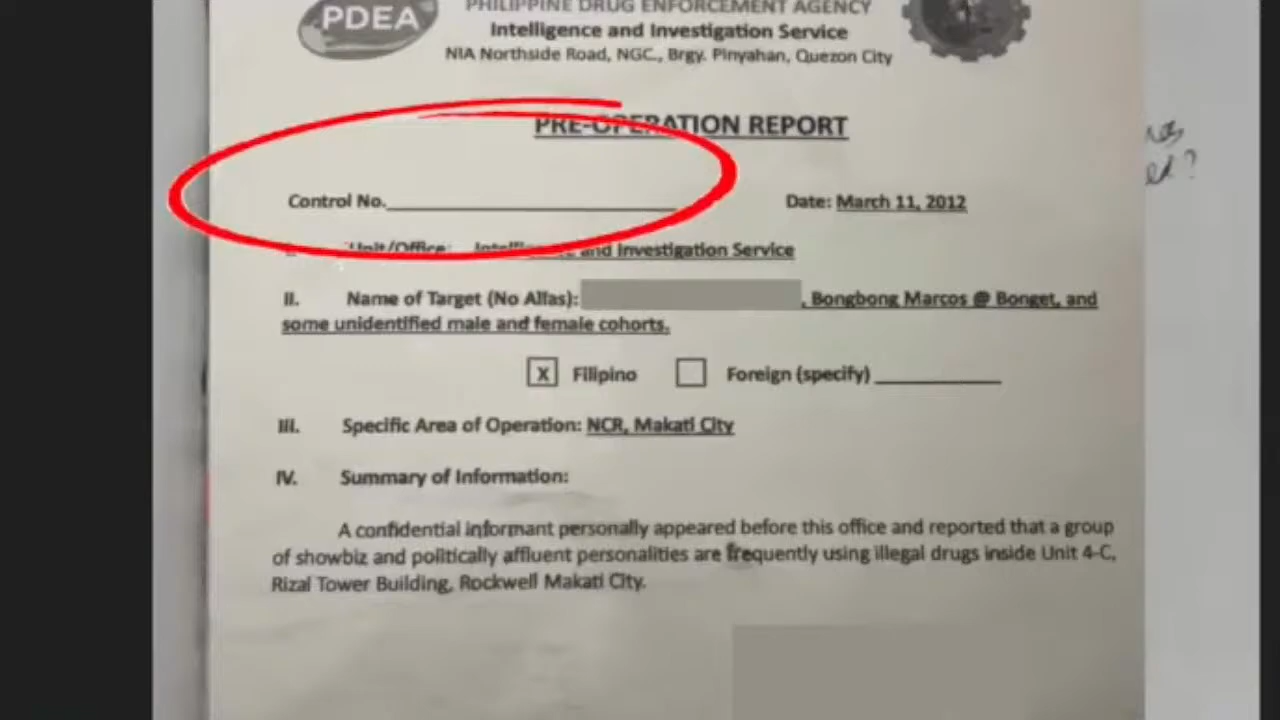 PDEA
PHILIPPINE DRUG ENFORCEMENT AGENCY
Intelligence and Investigation Service
NIA Northside Road, NGC., Brgy. Pinyahan, Quezon City
PRE-OPERATION REPORT
Control No.
Date: March 11, 2012
Unit/Office: Intelligence and Investigation Service
II. Name of Target (No Alias): , Bongbong Marcos @ Bonget, and
some unidentified male and female cohorts.
X Filipino Foreign (specify)
III. Specific Area of Operation: NCR, Makati City
IV. Summary of Information:
A confidential informant personally appeared before this office and reported that a group
of showbiz and politically affluent personalities are frequently using illegal drugs inside Unit 4-C,
Rizal Tower Building, Rockwell Makati City.